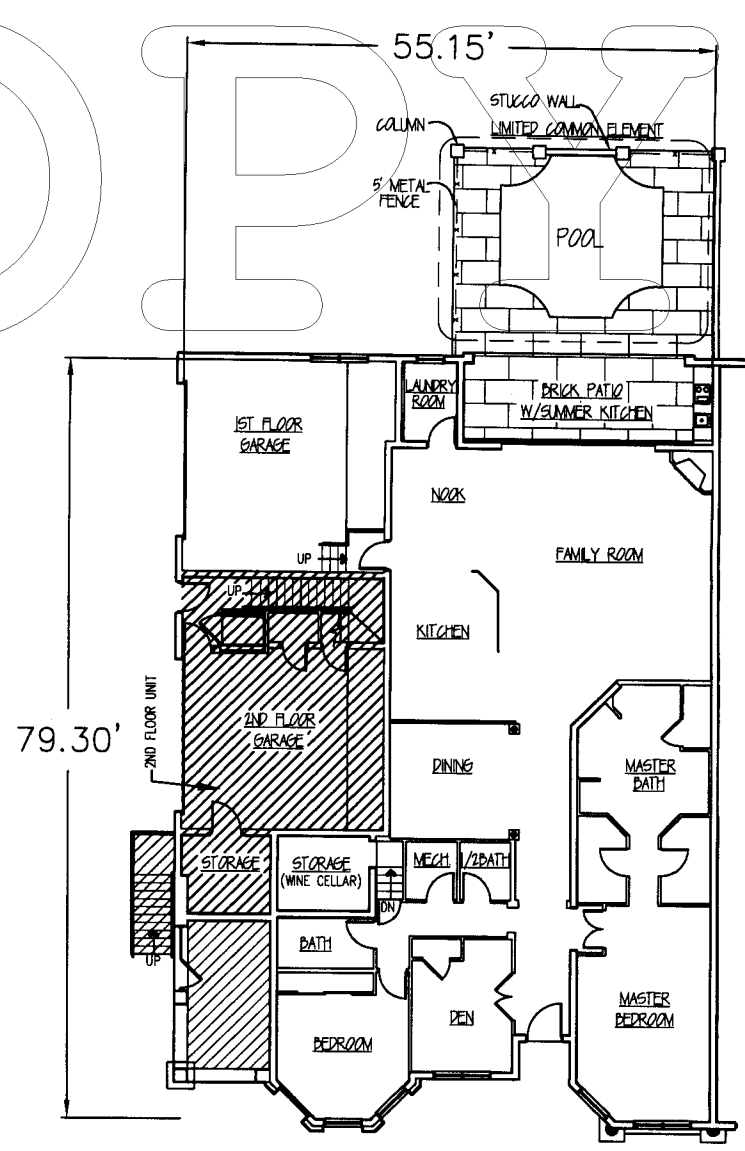 OPY
55.15'
STUCCO WALL
LIMITED COMMON ELEMENT
COLUMN
5' METAL
FENCE
POOL
LAUNDRY
ROOM
BRICK PATIO
W/SUMMER KITCHEN
1ST FLOOR
GARAGE
NOOK
FAMILY ROOM
UP
UP
KITCHEN
79.30'
2ND FLOOR UNIT
2ND FLOOR
GARAGE
DINING
MASTER
BATH
STORAGE
STORAGE
(WINE CELLAR)
MECH.
1/2BATH
DN
UP
BATH
BEDROOM
DEN
MASTER
BEDROOM